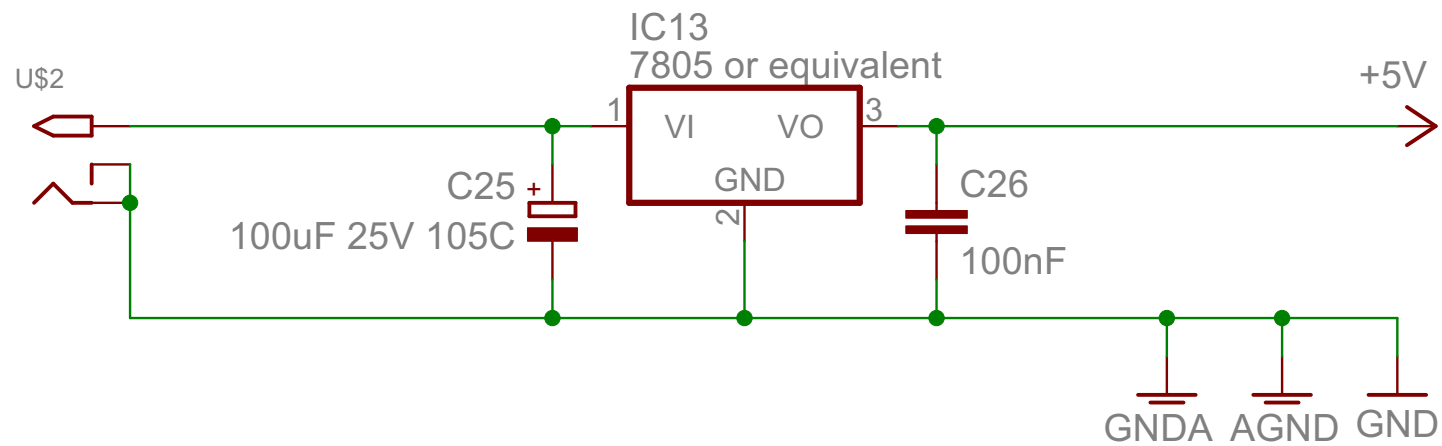 IC13
7805 or equivalent
U$2
+5V
1
VI
VO
3
GND
2
C25
+
100uF 25V 105C
C26
100nF
GNDA
AGND
GND